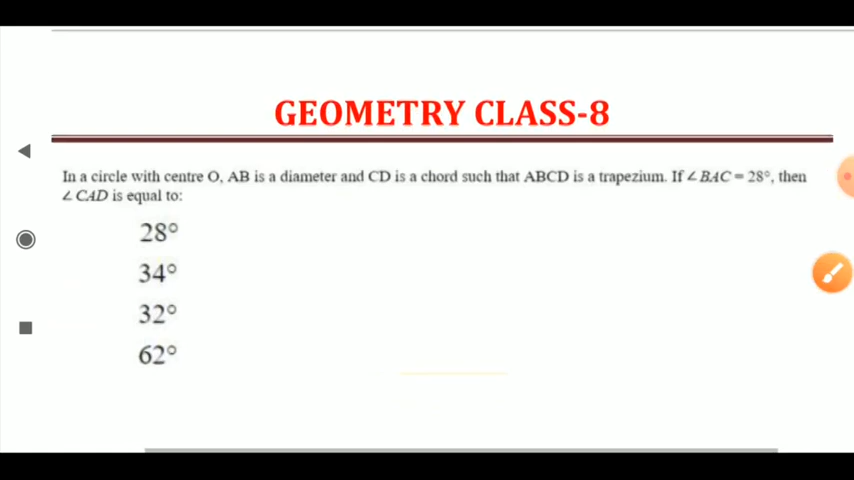 GEOMETRY CLASS-8
In a circle with centre O, AB is a diameter and CD is a chord such that ABCD is a trapezium. If ∠BAC = 28°, then
∠CAD is equal to:
28°
34°
32°
62°